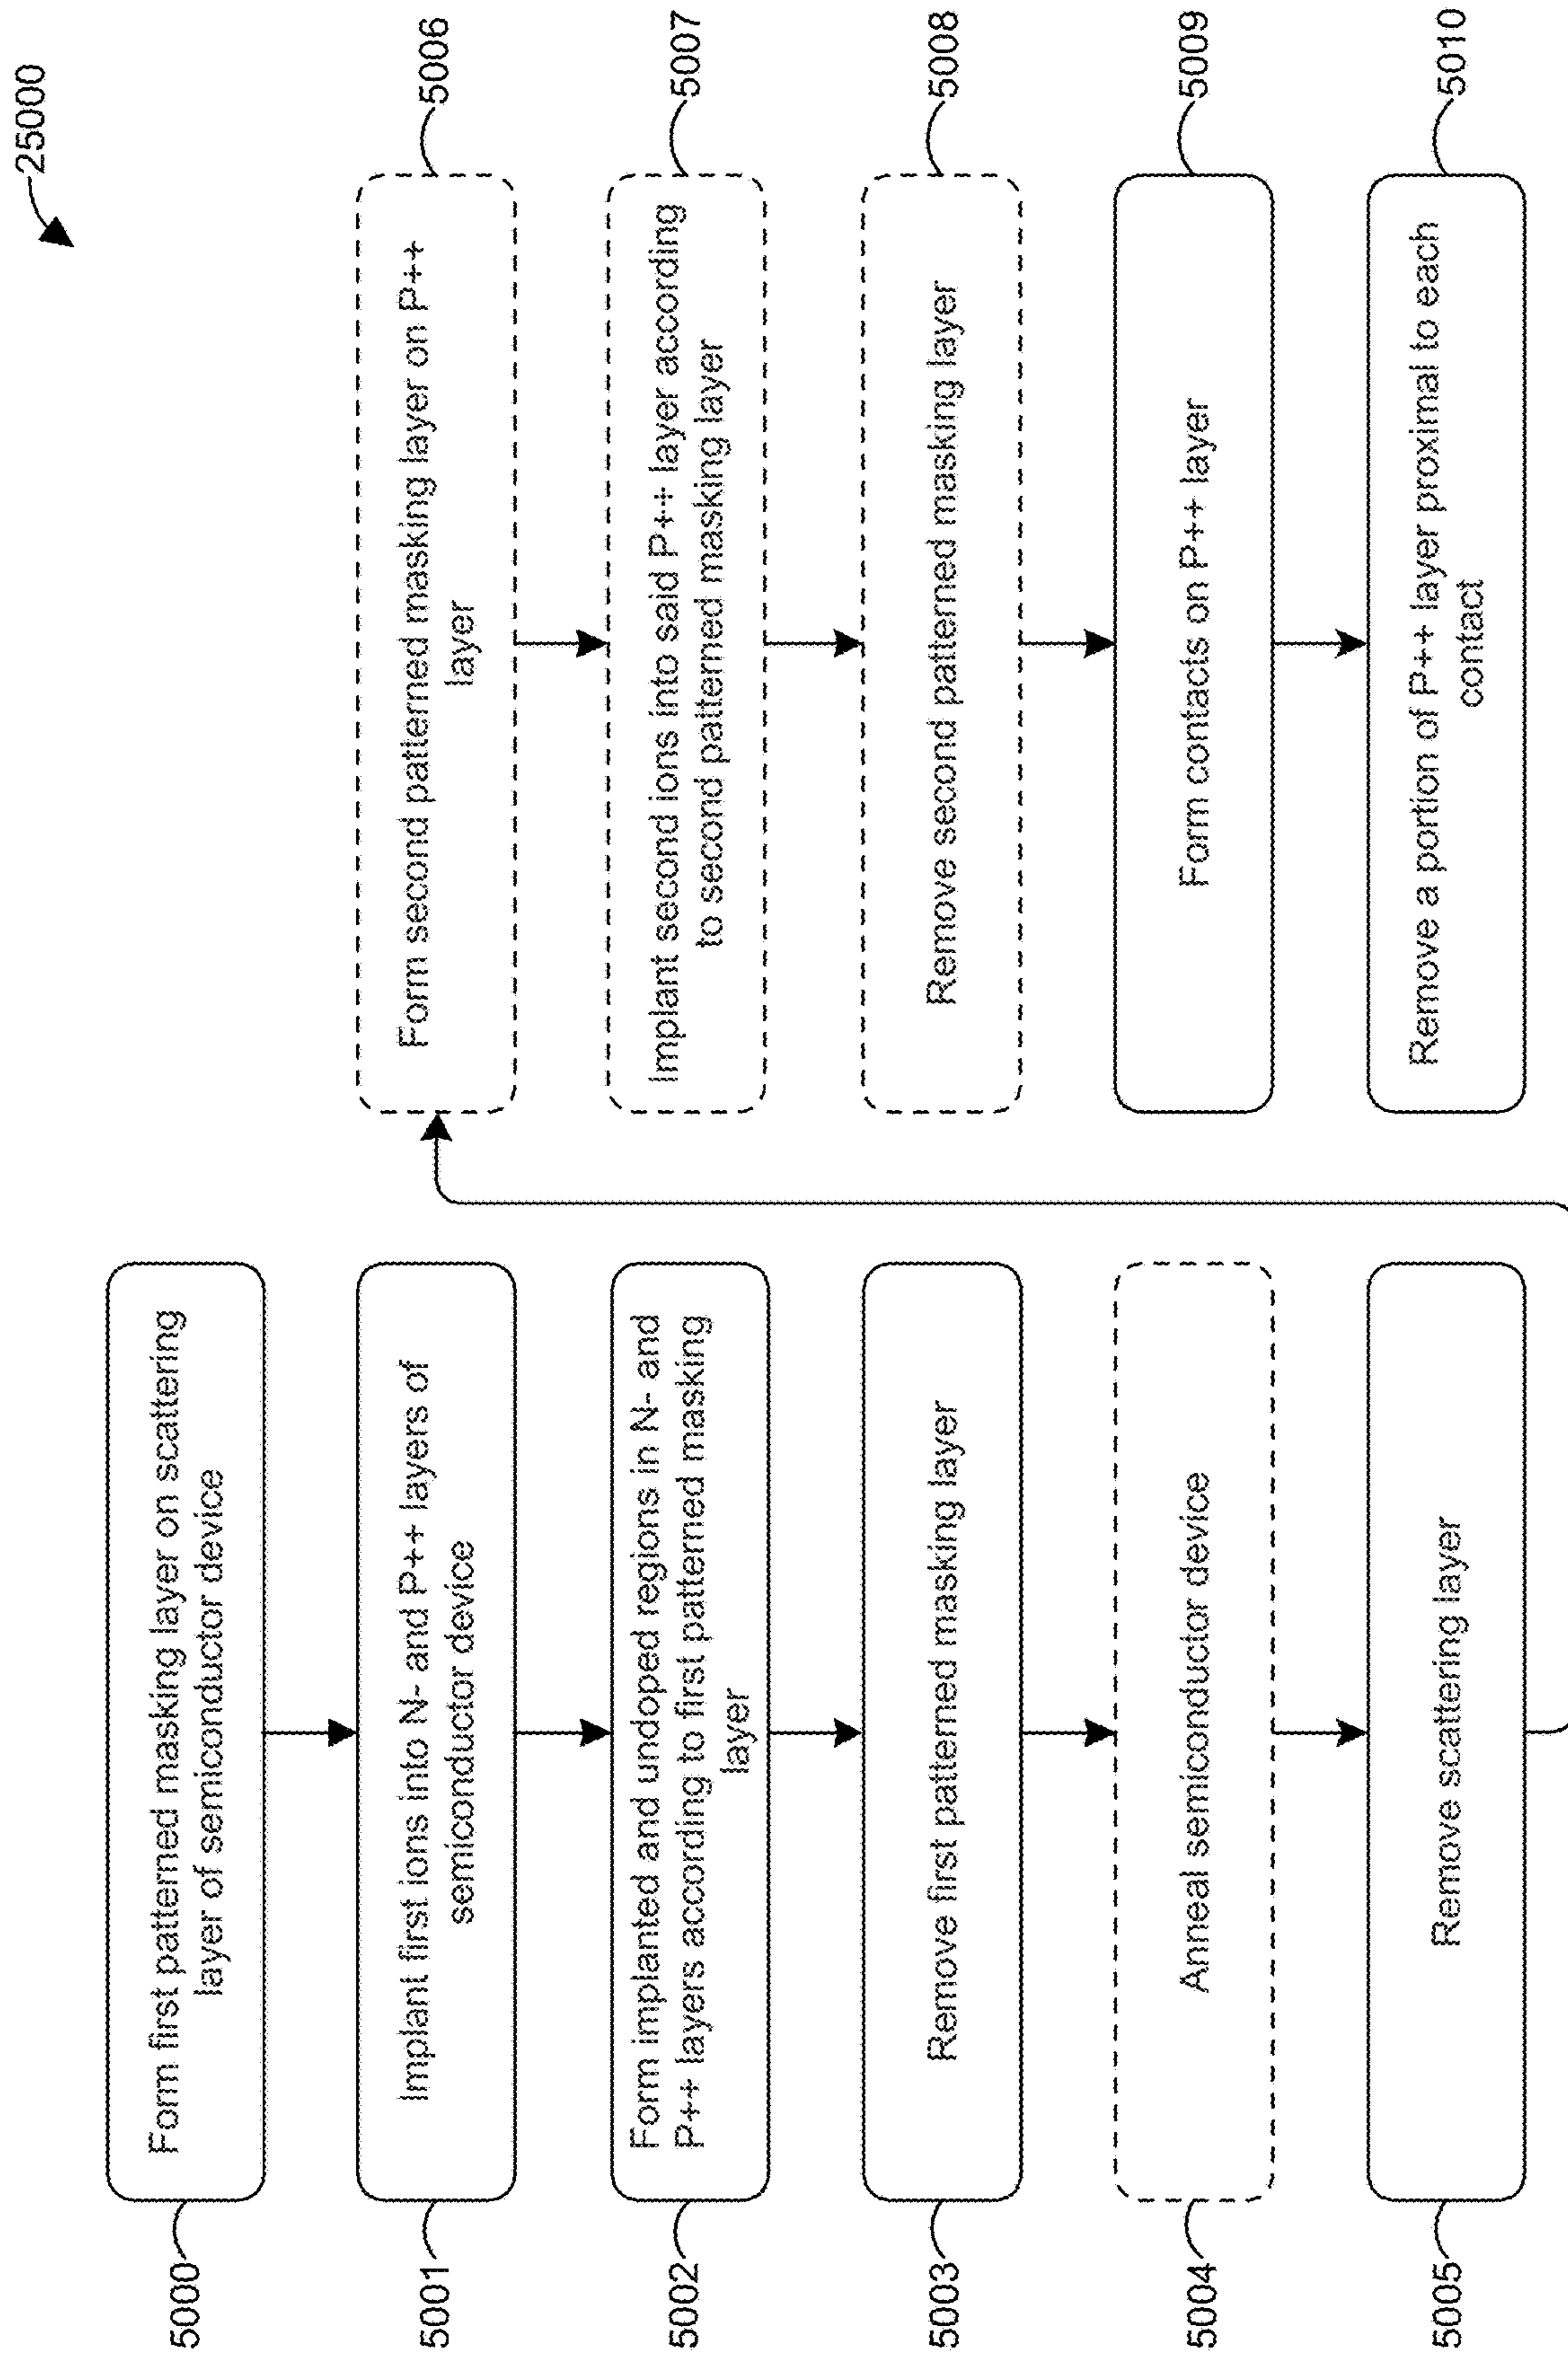 25000
5000
Form first patterned masking layer on scattering
layer of semiconductor device
5001
Implant first ions into N- and P++ layers of
semiconductor device
5002
Form implanted and undoped regions in N- and
P++ layers according to first patterned masking
layer
5003
Remove first patterned masking layer
5004
Anneal semiconductor device
5005
Remove scattering layer
5006
Form second patterned masking layer on P++
layer
5007
Implant second ions into said P++ layer according
to second patterned masking layer
5008
Remove second patterned masking layer
5009
Form contacts on P++ layer
5010
Remove a portion of P++ layer proximal to each
contact